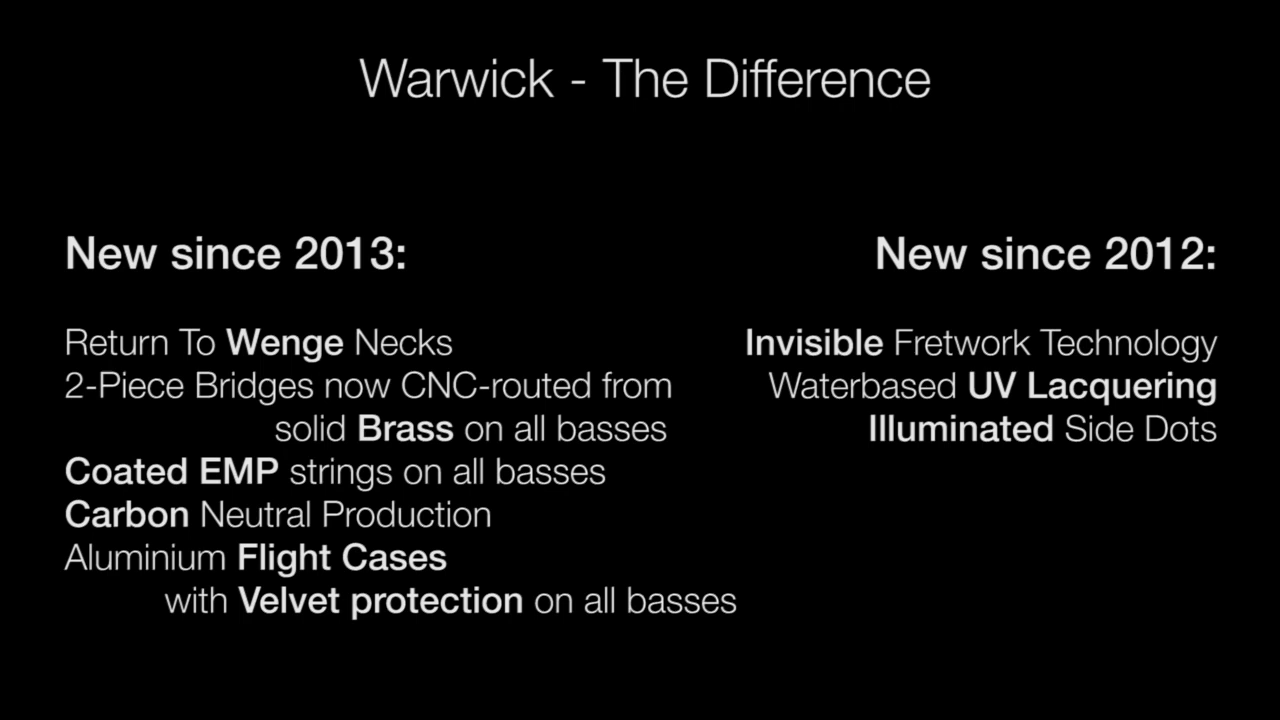 Warwick - The Difference
New since 2013:
Return To Wenge Necks
2-Piece Bridges now CNC-routed from
solid Brass on all basses
Coated EMP strings on all basses
Carbon Neutral Production
Aluminium Flight Cases
with Velvet protection on all basses
New since 2012:
Invisible Fretwork Technology
Waterbased UV Lacquering
Illuminated Side Dots